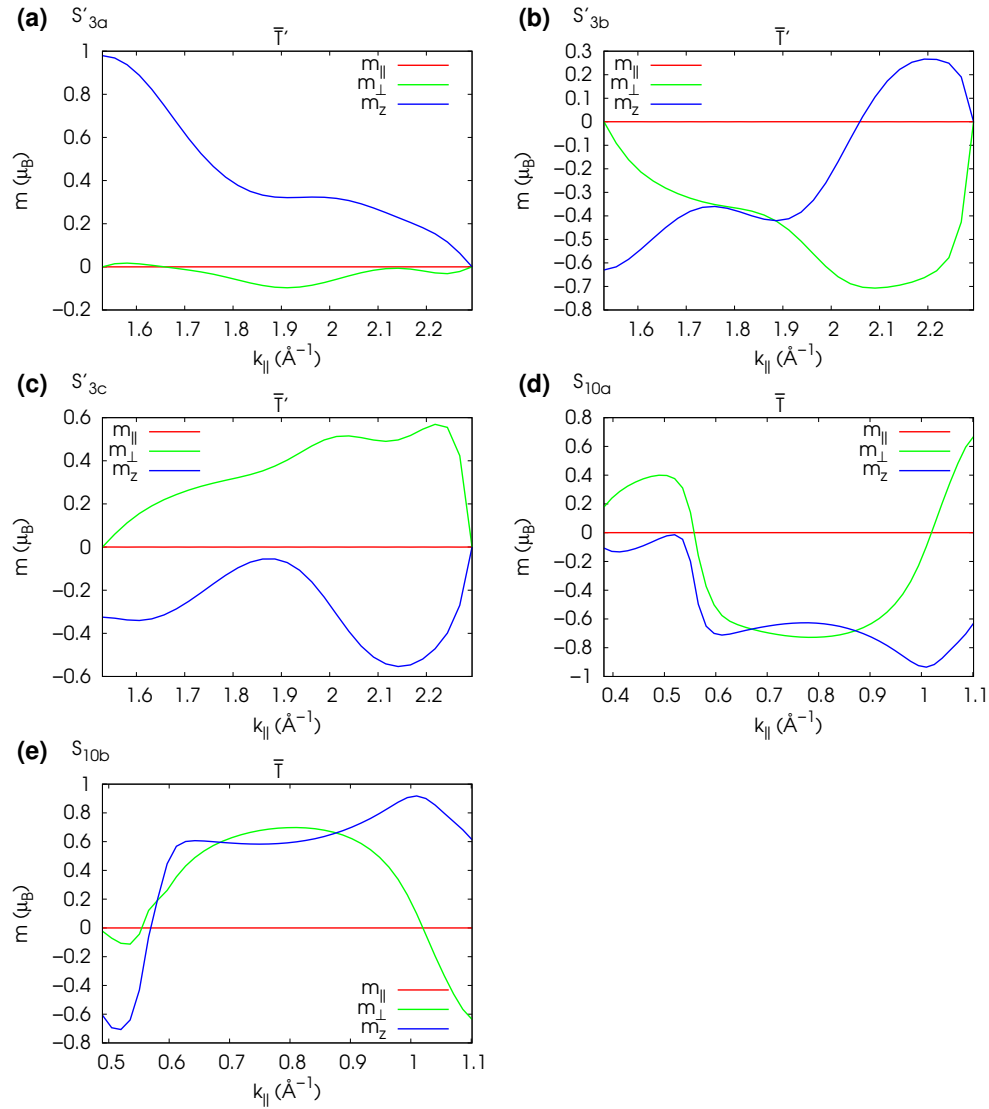 (a) S'3a
T̅'
m||
m⊥
mz
m (μB)
1
0.8
0.6
0.4
0.2
0
−0.2
1.6 1.7 1.8 1.9 2 2.1 2.2
k|| (Å−1)
(b) S'3b
T̅'
m||
m⊥
mz
m (μB)
0.3
0.2
0.1
0
−0.1
−0.2
−0.3
−0.4
−0.5
−0.6
−0.7
−0.8
1.6 1.7 1.8 1.9 2 2.1 2.2
k|| (Å−1)
(c) S'3c
T̅'
m||
m⊥
mz
m (μB)
0.6
0.4
0.2
0
−0.2
−0.4
−0.6
1.6 1.7 1.8 1.9 2 2.1 2.2
k|| (Å−1)
(d) S10a
T̅
m||
m⊥
mz
m (μB)
0.8
0.6
0.4
0.2
0
−0.2
−0.4
−0.6
−0.8
−1
0.4 0.5 0.6 0.7 0.8 0.9 1 1.1
k|| (Å−1)
(e) S10b
T̅
m (μB)
1
0.8
0.6
0.4
0.2
0
−0.2
−0.4
−0.6
−0.8
m||
m⊥
mz
0.5 0.6 0.7 0.8 0.9 1 1.1
k|| (Å−1)